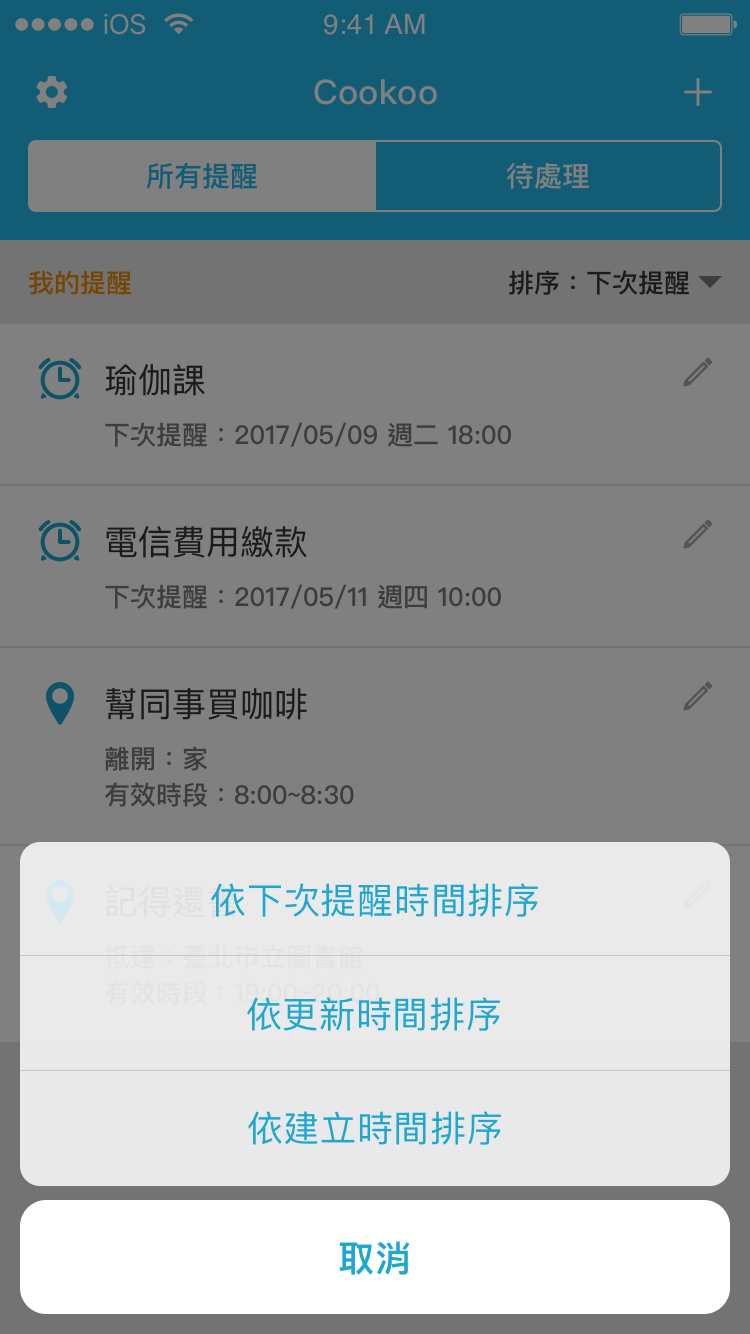 iOS 9:41 AM
Cookoo
所有提醒 待處理
我的提醒 排序：下次提醒
瑜伽課
下次提醒：2017/05/09 週二 18:00
電信費用繳款
下次提醒：2017/05/11 週四 10:00
幫同事買咖啡
離開：家
有效時段：8:00~8:30
記得還
依下次提醒時間排序
抵達：臺北市立圖書館
有效時段：19:00~20:00
依更新時間排序
依建立時間排序
取消